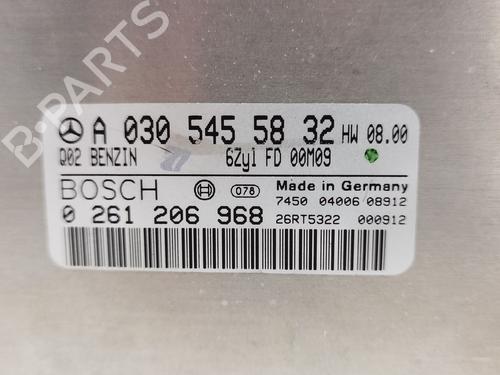 A 030 545 58 32 HW 08.00
Q02 BENZIN 6Zyl FD 00M09
BOSCH 078 Made in Germany
7450 04006 08912
0 261 206 968 26RT5322 000912
B-PARTS